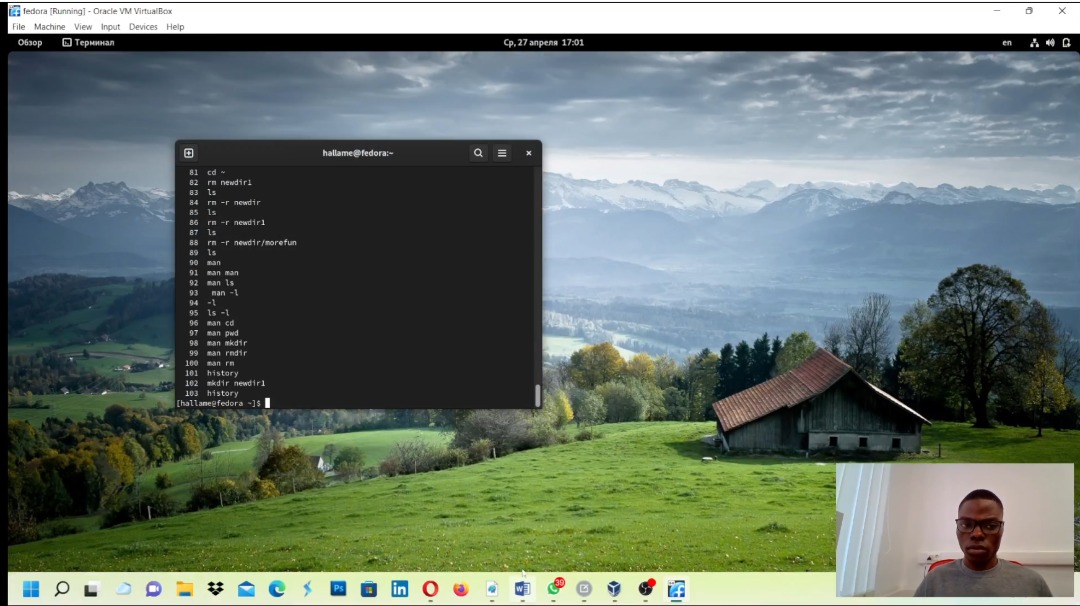 fedora [Running] - Oracle VM VirtualBox
File Machine View Input Devices Help
Обзор Терминал Ср, 27 апреля 17:01 en
hallame@fedora:~
81 cd ~
82 rm newdir1
83 ls
84 rm -r newdir
85 ls
86 rm -r newdir1
87 ls
88 rm -r newdir/morefun
89 ls
90 man
91 man man
92 man ls
93 man -l
94 -l
95 ls -l
96 man cd
97 man pwd
98 man mkdir
99 man rmdir
100 man rm
101 history
102 mkdir newdir1
103 history
[hallame@fedora ~]$
Ps in W 39